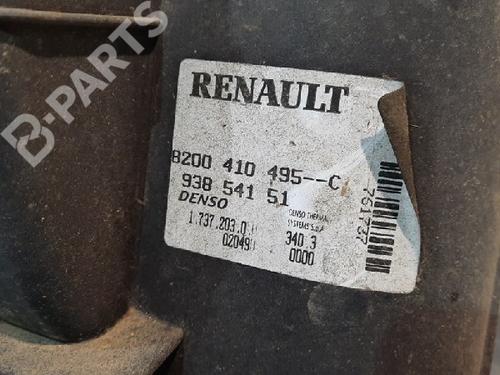 B-PARTS
RENAULT
8200 410 495--C
938 541 51
DENSO
DENSO THERMAL
SYSTEMS S.p.A
1.737.203.0
02049
340 3
0000
761737